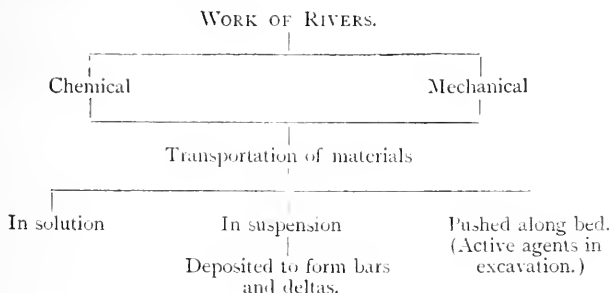 WORK OF RIVERS.
Chemical Mechanical
Transportation of materials
In solution In suspension Pushed along bed.
(Active agents in
Deposited to form bars excavation.)
and deltas.